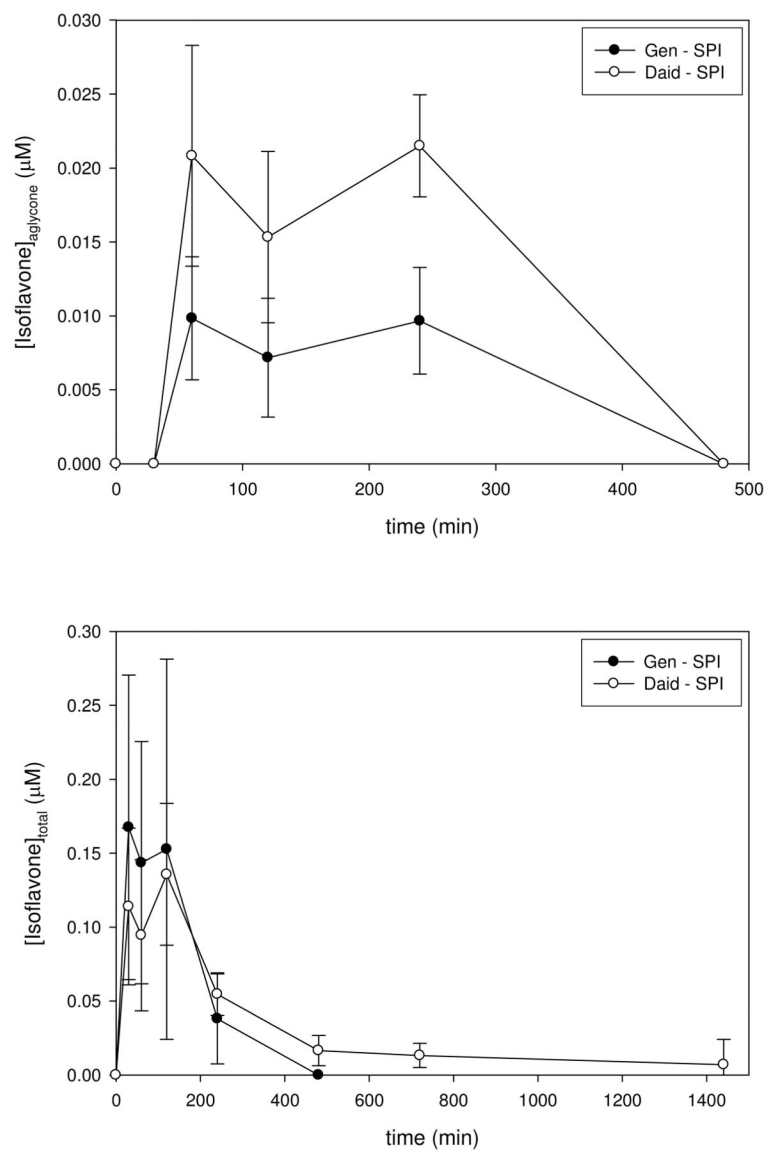 0.030
Gen - SPI
Daid - SPI
0.025
0.020
0.015
0.010
0.005
0.000
[Isoflavone]aglycone (μM)
0 100 200 300 400 500
time (min)
0.30
Gen - SPI
Daid - SPI
0.25
0.20
0.15
0.10
0.05
0.00
[Isoflavone]total (μM)
0 200 400 600 800 1000 1200 1400
time (min)